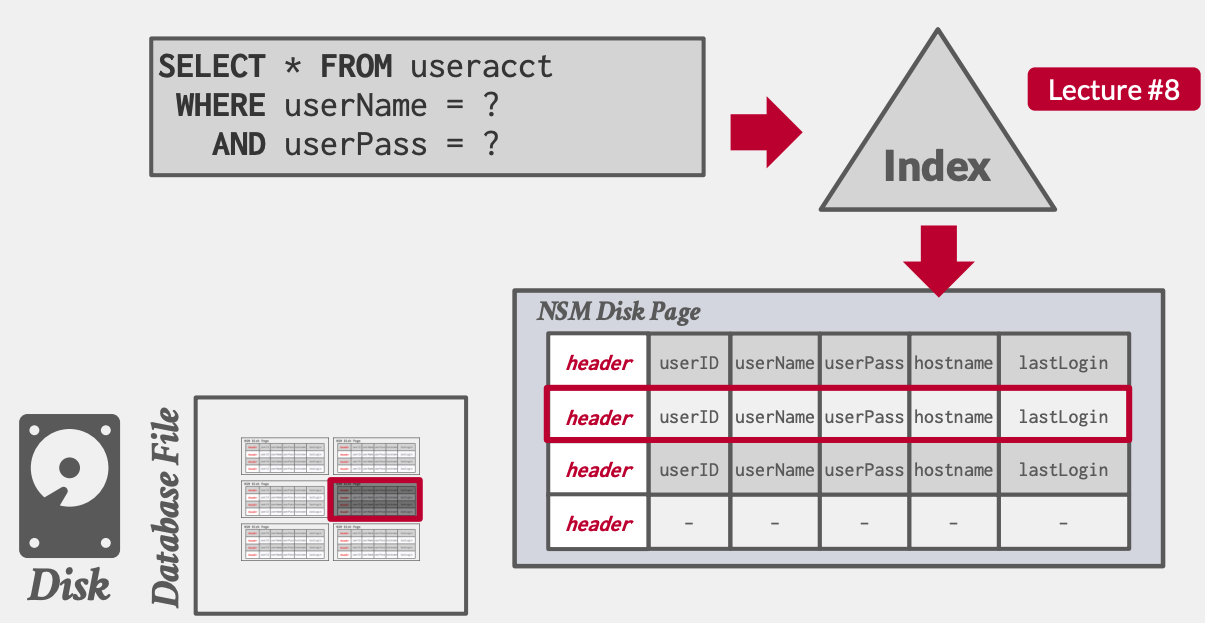 SELECT * FROM useracct
WHERE userName = ?
AND userPass = ?
Index
Lecture #8
NSM Disk Page
header userID userName userPass hostname lastLogin
header userID userName userPass hostname lastLogin
header userID userName userPass hostname lastLogin
header - - - - -
Disk
Database File